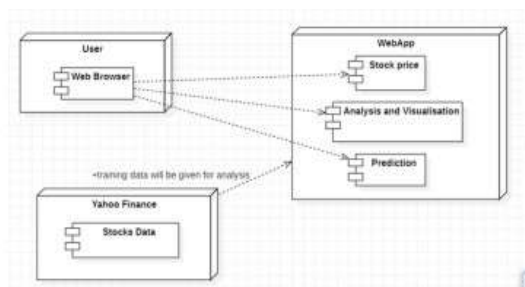 User
Web Browser
WebApp
Stock price
Analysis and Visualisation
Prediction
+training data will be given for analysis
Yahoo Finance
Stocks Data